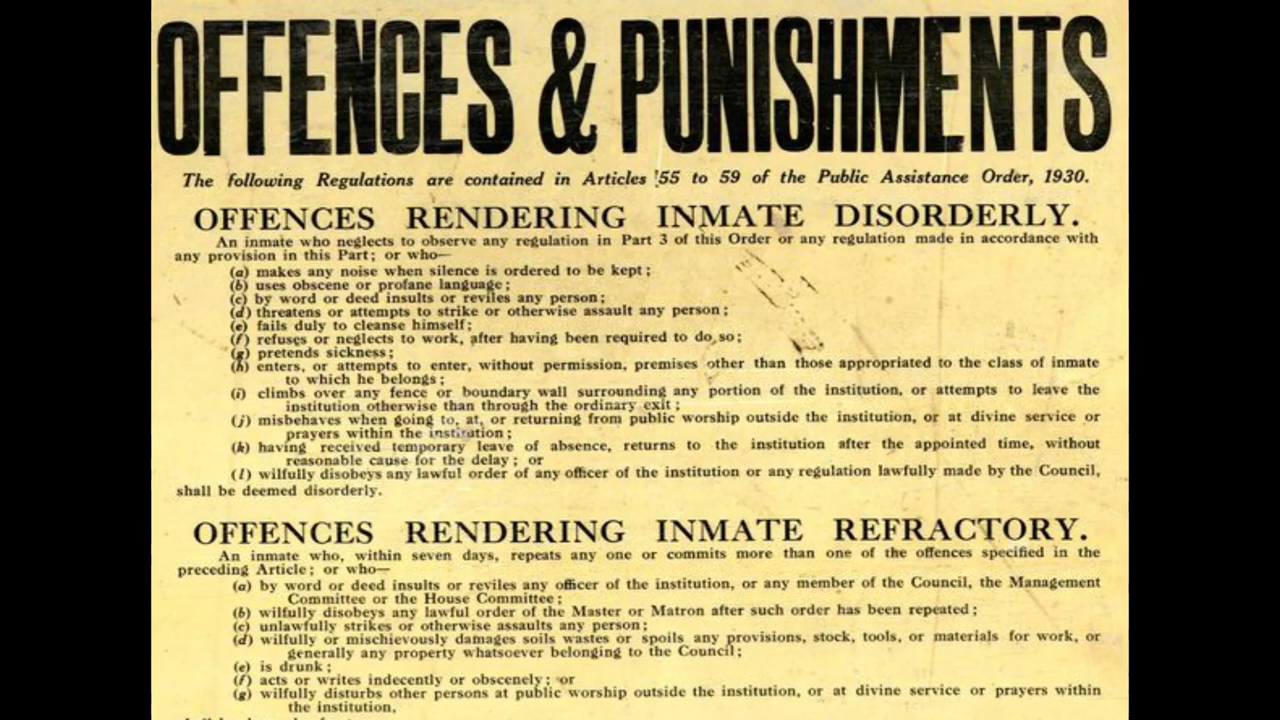 OFFENCES & PUNISHMENTS
The following Regulations are contained in Articles 55 to 59 of the Public Assistance Order, 1930.
OFFENCES RENDERING INMATE DISORDERLY.
An inmate who neglects to observe any regulation in Part 3 of this Order or any regulation made in accordance with
any provision in this Part; or who—
(a) makes any noise when silence is ordered to be kept;
(b) uses obscene or profane language;
(c) by word or deed insults or reviles any person;
(d) threatens or attempts to strike or otherwise assault any person;
(e) fails duly to cleanse himself;
(f) refuses or neglects to work, after having been required to do so;
(g) pretends sickness;
(h) enters, or attempts to enter, without permission, premises other than those appropriated to the class of inmate
to which he belongs;
(i) climbs over any fence or boundary wall surrounding any portion of the institution, or attempts to leave the
institution otherwise than through the ordinary exit;
(j) misbehaves when going to, at, or returning from public worship outside the institution, or at divine service or
prayers within the institution;
(k) having received temporary leave of absence, returns to the institution after the appointed time, without
reasonable cause for the delay; or
(l) wilfully disobeys any lawful order of any officer of the institution or any regulation lawfully made by the Council,
shall be deemed disorderly.
OFFENCES RENDERING INMATE REFRACTORY.
An inmate who, within seven days, repeats any one or commits more than one of the offences specified in the
preceding Article; or who—
(a) by word or deed insults or reviles any officer of the institution, or any member of the Council, the Management
Committee or the House Committee;
(b) wilfully disobeys any lawful order of the Master or Matron after such order has been repeated;
(c) unlawfully strikes or otherwise assaults any person;
(d) wilfully or mischievously damages soils wastes or spoils any provisions, stock, tools, or materials for work, or
generally any property whatsoever belonging to the Council;
(e) is drunk;
(f) acts or writes indecently or obscenely; or
(g) wilfully disturbs other persons at public worship outside the institution, or at divine service or prayers within
the institution,